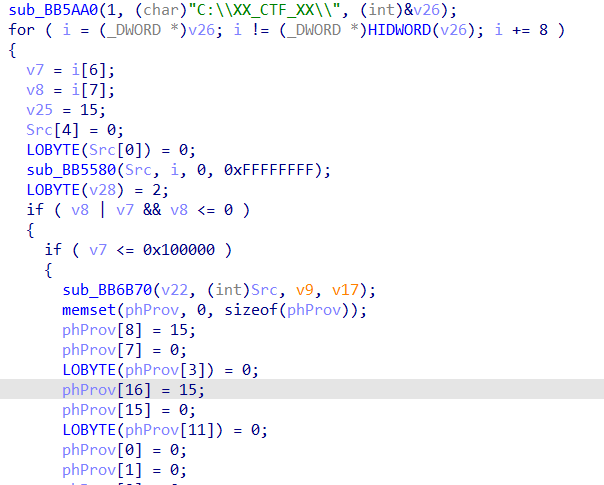 sub_BB5AA0(1, (char)"C:\\XX_CTF_XX\\", (int)&v26);
for ( i = (_DWORD *)v26; i != (_DWORD *)HIDWORD(v26); i += 8 )
{
v7 = i[6];
v8 = i[7];
v25 = 15;
Src[4] = 0;
LOBYTE(Src[0]) = 0;
sub_BB5580(Src, i, 0, 0xFFFFFFFF);
LOBYTE(v28) = 2;
if ( v8 | v7 && v8 <= 0 )
{
if ( v7 <= 0x100000 )
{
sub_BB6B70(v22, (int)Src, v9, v17);
memset(phProv, 0, sizeof(phProv));
phProv[8] = 15;
phProv[7] = 0;
LOBYTE(phProv[3]) = 0;
phProv[16] = 15;
phProv[15] = 0;
LOBYTE(phProv[11]) = 0;
phProv[0] = 0;
phProv[1] = 0;